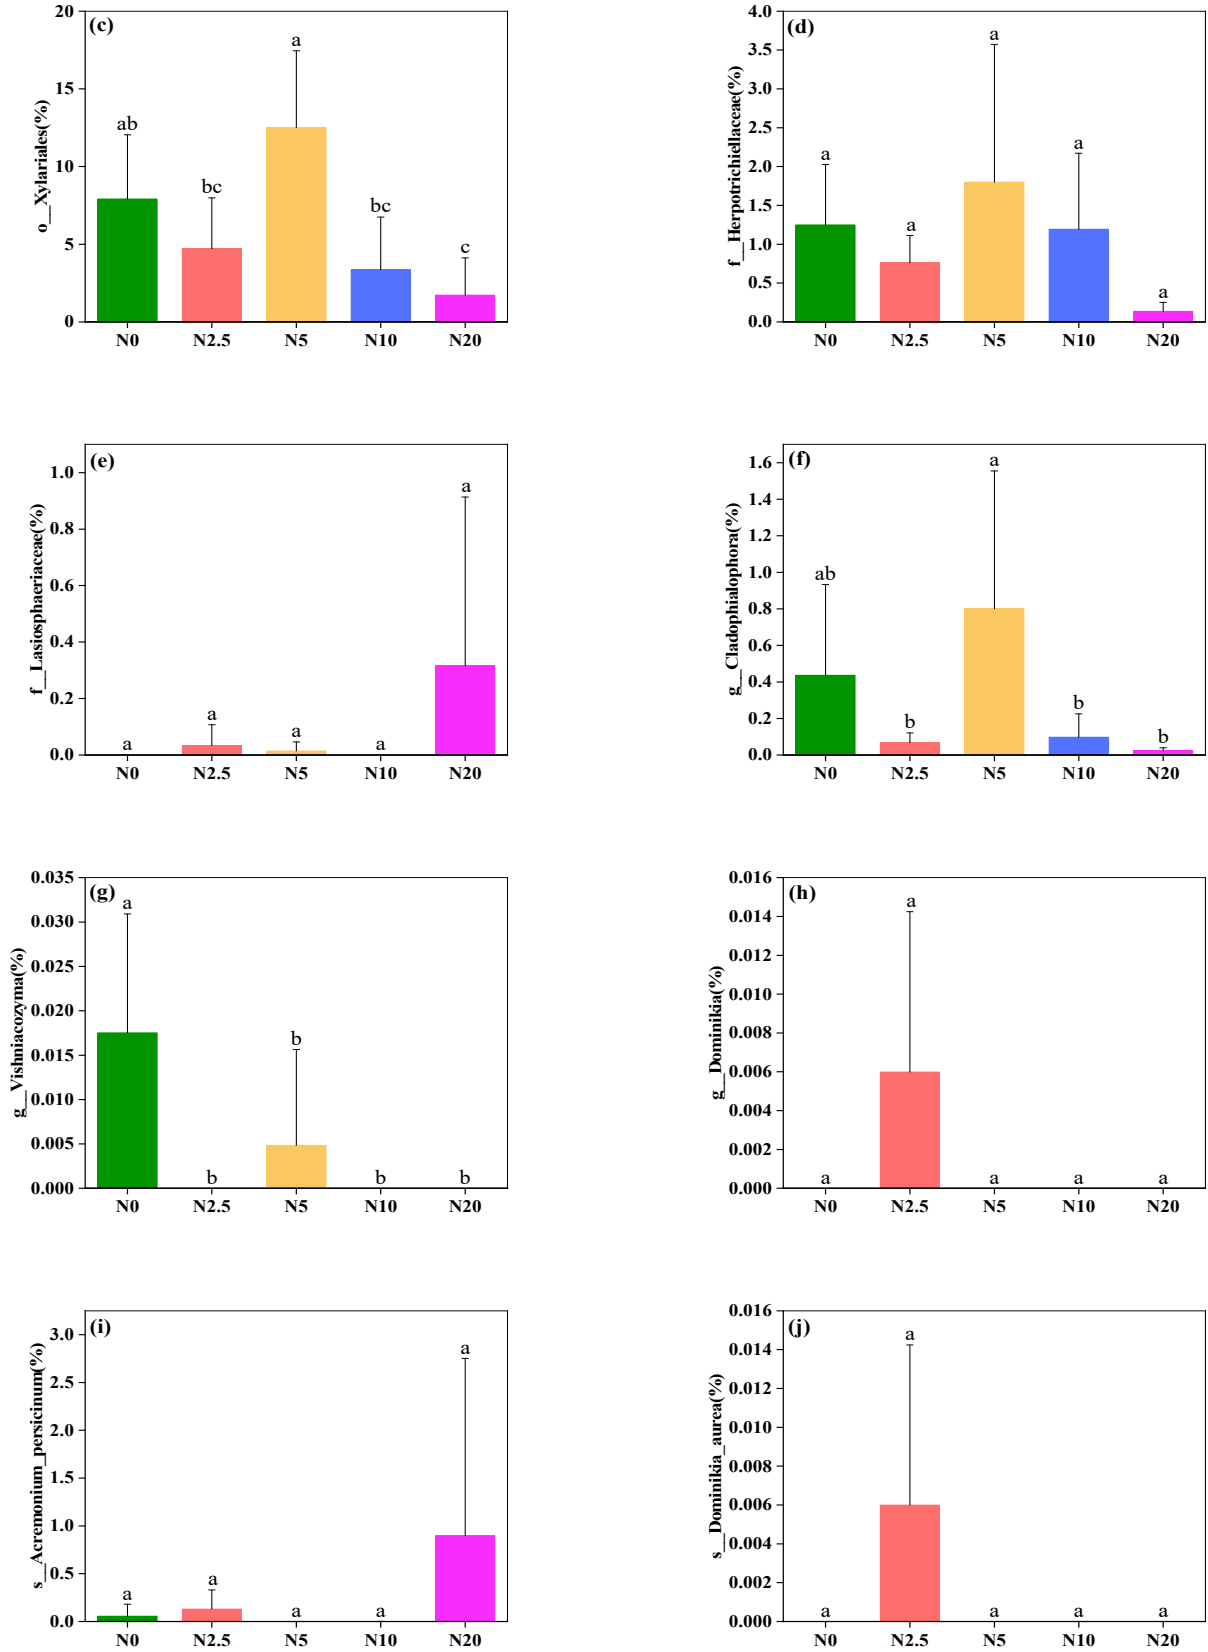 (c)
o__Xylariales(%)
20
15
10
5
0
ab
bc
a
bc
c
N0 N2.5 N5 N10 N20
(d)
f__Herpotrichiellaceae(%)
4.0
3.5
3.0
2.5
2.0
1.5
1.0
0.5
0.0
a
a
a
a
a
N0 N2.5 N5 N10 N20
(e)
f__Lasiosphaeriaceae(%)
1.0
0.8
0.6
0.4
0.2
0.0
a
a
a
a
a
N0 N2.5 N5 N10 N20
(f)
g__Cladophialophora(%)
1.6
1.4
1.2
1.0
0.8
0.6
0.4
0.2
0.0
ab
b
a
b
b
N0 N2.5 N5 N10 N20
(g)
g__Vishniacozyma(%)
0.035
0.030
0.025
0.020
0.015
0.010
0.005
0.000
a
b
b
b
b
N0 N2.5 N5 N10 N20
(h)
g__Dominikia(%)
0.016
0.014
0.012
0.010
0.008
0.006
0.004
0.002
0.000
a
a
a
a
a
N0 N2.5 N5 N10 N20
(i)
s__Acremonium_persicinum(%)
3.0
2.5
2.0
1.5
1.0
0.5
0.0
a
a
a
a
a
N0 N2.5 N5 N10 N20
(j)
s__Dominikia_aurea(%)
0.016
0.014
0.012
0.010
0.008
0.006
0.004
0.002
0.000
a
a
a
a
a
N0 N2.5 N5 N10 N20